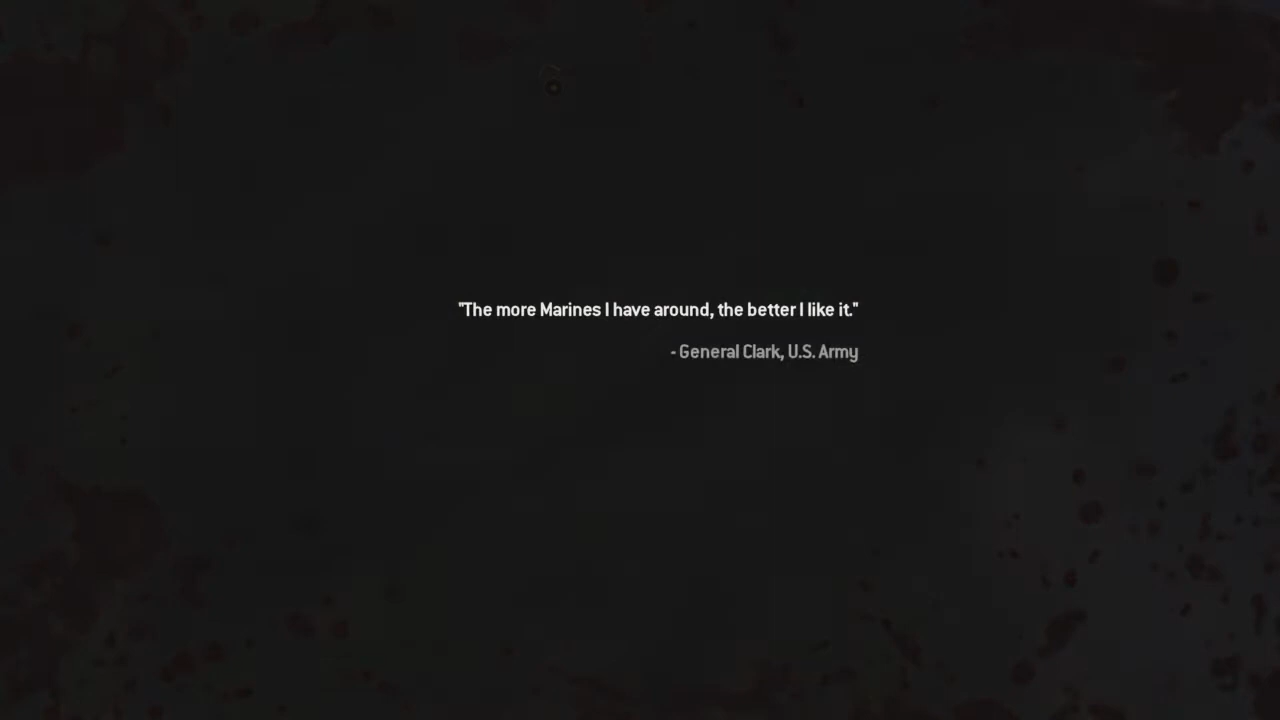 "The more Marines I have around, the better I like it."
- General Clark, U.S. Army